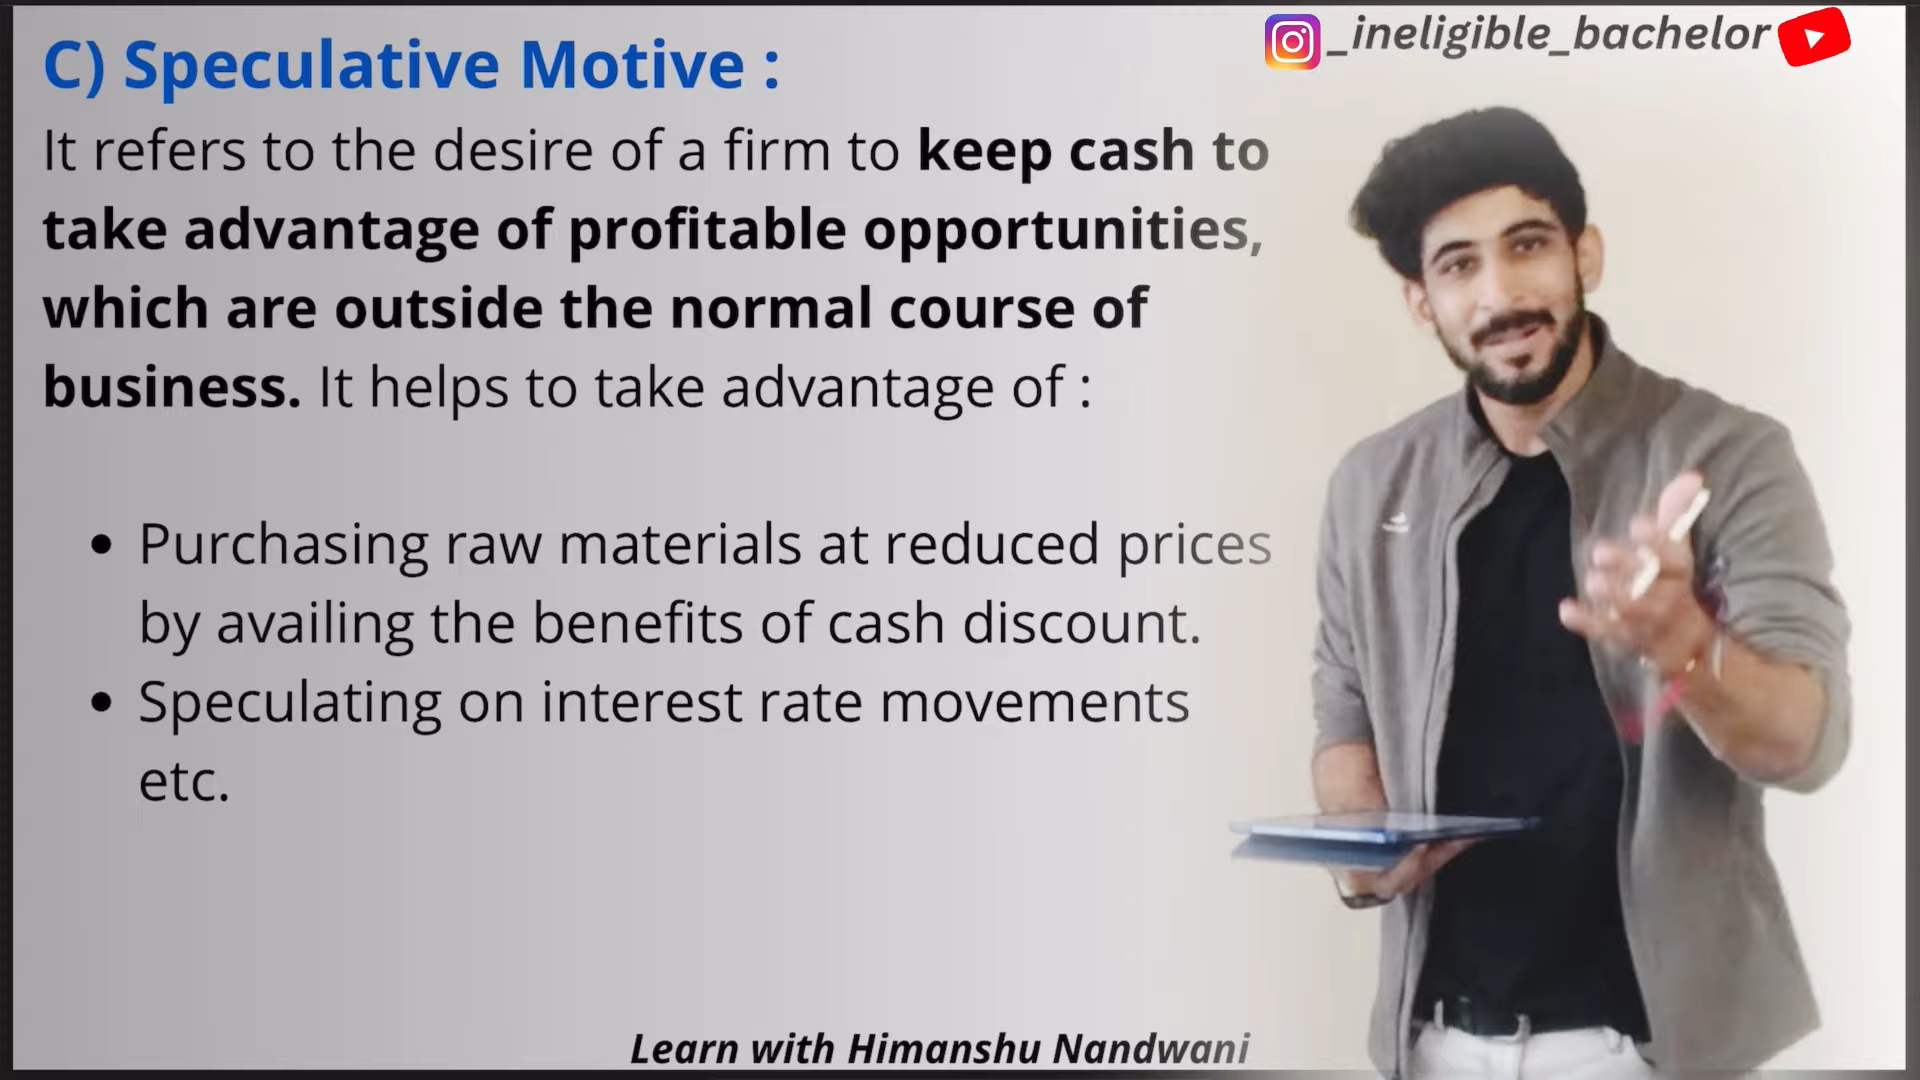 _ineligible_bachelor
C) Speculative Motive :
It refers to the desire of a firm to keep cash to
take advantage of profitable opportunities,
which are outside the normal course of
business. It helps to take advantage of :
• Purchasing raw materials at reduced prices
by availing the benefits of cash discount.
• Speculating on interest rate movements
etc.
Learn with Himanshu Nandwani